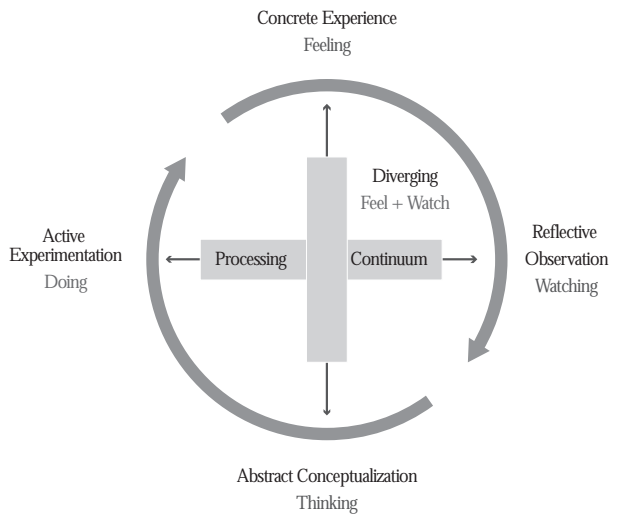 Concrete Experience
Feeling
Diverging
Feel + Watch
Active
Experimentation
Doing
Processing
Continuum
Reflective
Observation
Watching
Abstract Conceptualization
Thinking